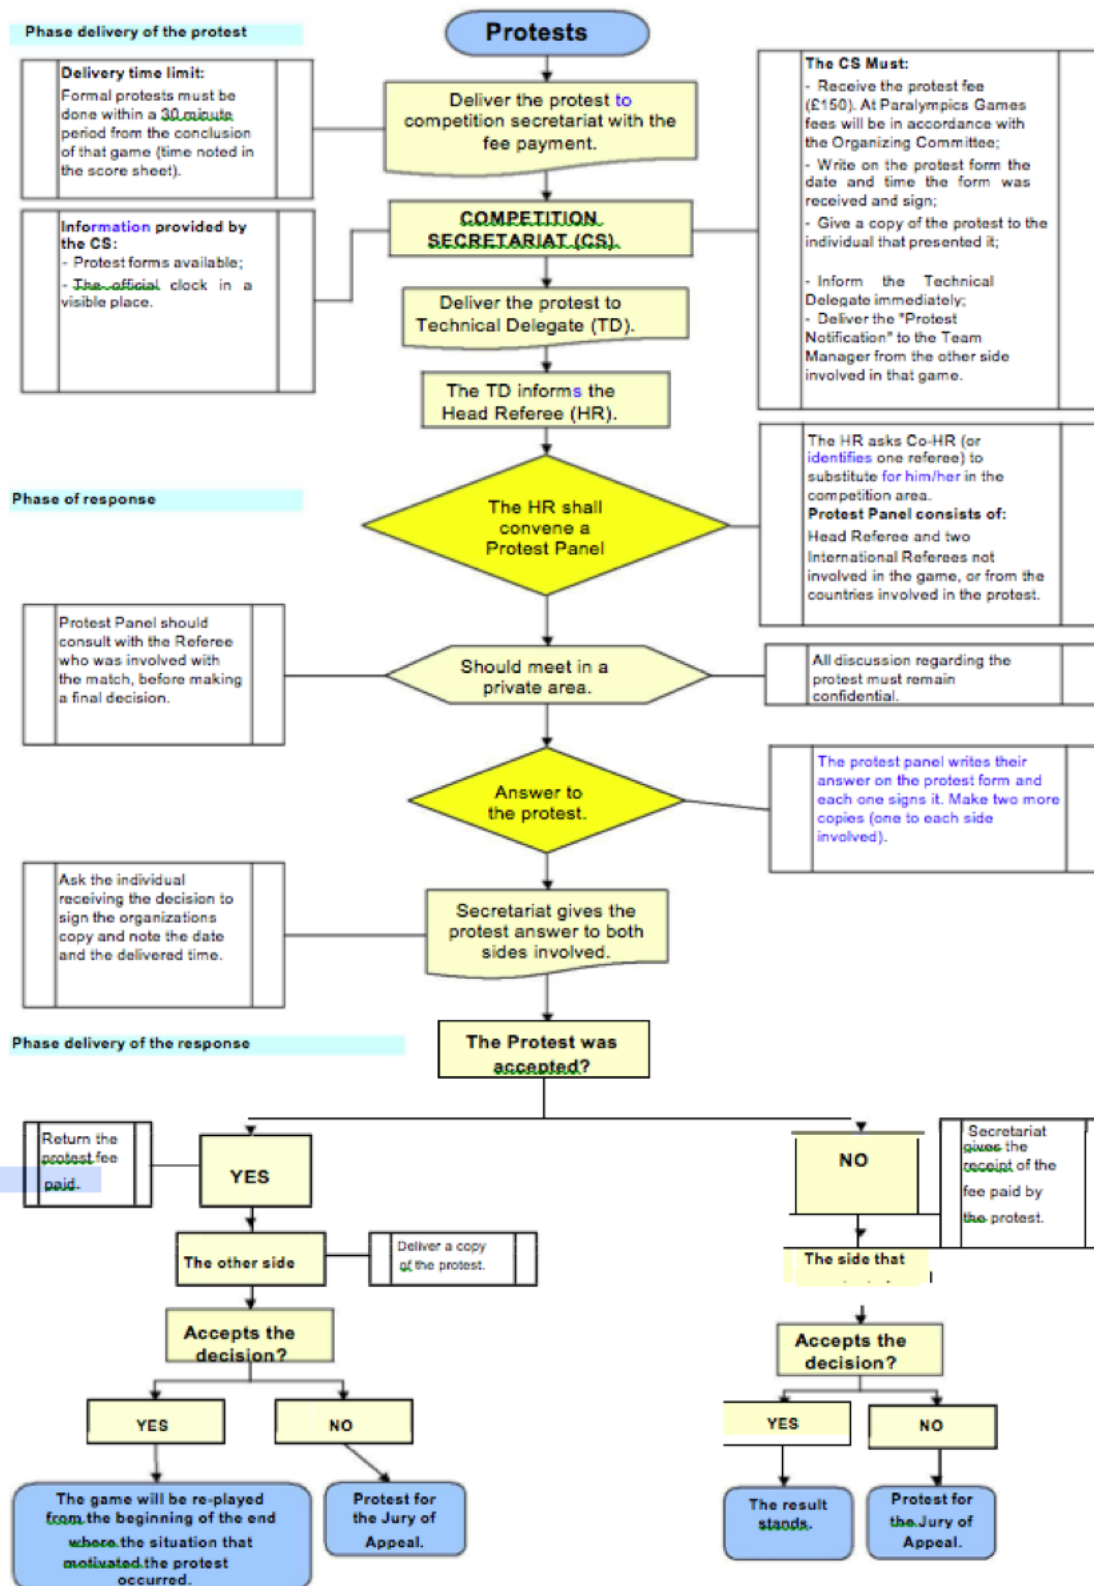 Protests
Phase delivery of the protest
Delivery time limit:
Formal protests must be
done within a 30 minute
period from the conclusion
of that game (time noted in
the score sheet).
Deliver the protest to
competition secretariat with the
fee payment.
The CS Must:
- Receive the protest fee
(£150). At Paralympics Games
fees will be in accordance with
the Organizing Committee;
- Write on the protest form the
date and time the form was
received and sign;
- Give a copy of the protest to the
individual that presented it;
- Inform the Technical
Delegate immediately;
- Deliver the "Protest
Notification" to the Team
Manager from the other side
involved in that game.
Information provided by
the CS:
- Protest forms available;
- The official clock in a
visible place.
COMPETITION
SECRETARIAT (CS)
Deliver the protest to
Technical Delegate (TD).
The TD informs the
Head Referee (HR).
Phase of response
The HR shall
convene a
Protest Panel
The HR asks Co-HR (or
identifies one referee) to
substitute for him/her in the
competition area.
Protest Panel consists of:
Head Referee and two
International Referees not
involved in the game, or from the
countries involved in the protest.
Protest Panel should
consult with the Referee
who was involved with
the match, before making
a final decision.
Should meet in a
private area.
All discussion regarding the
protest must remain
confidential.
Answer to
the protest.
The protest panel writes their
answer on the protest form and
each one signs it. Make two more
copies (one to each side
involved).
Ask the individual
receiving the decision to
sign the organizations
copy and note the date
and the delivered time.
Secretariat gives the
protest answer to both
sides involved.
Phase delivery of the response
The Protest was
accepted?
Return the
protest fee
paid.
YES
NO
Secretariat
gives the
receipt of the
fee paid by
the protest.
The other side
Deliver a copy
of the protest.
The side that
Accepts the
decision?
Accepts the
decision?
YES
NO
YES
NO
The game will be re-played
from the beginning of the end
where the situation that
motivated the protest
occurred.
Protest for
the Jury of
Appeal.
The result
stands.
Protest for
the Jury of
Appeal.